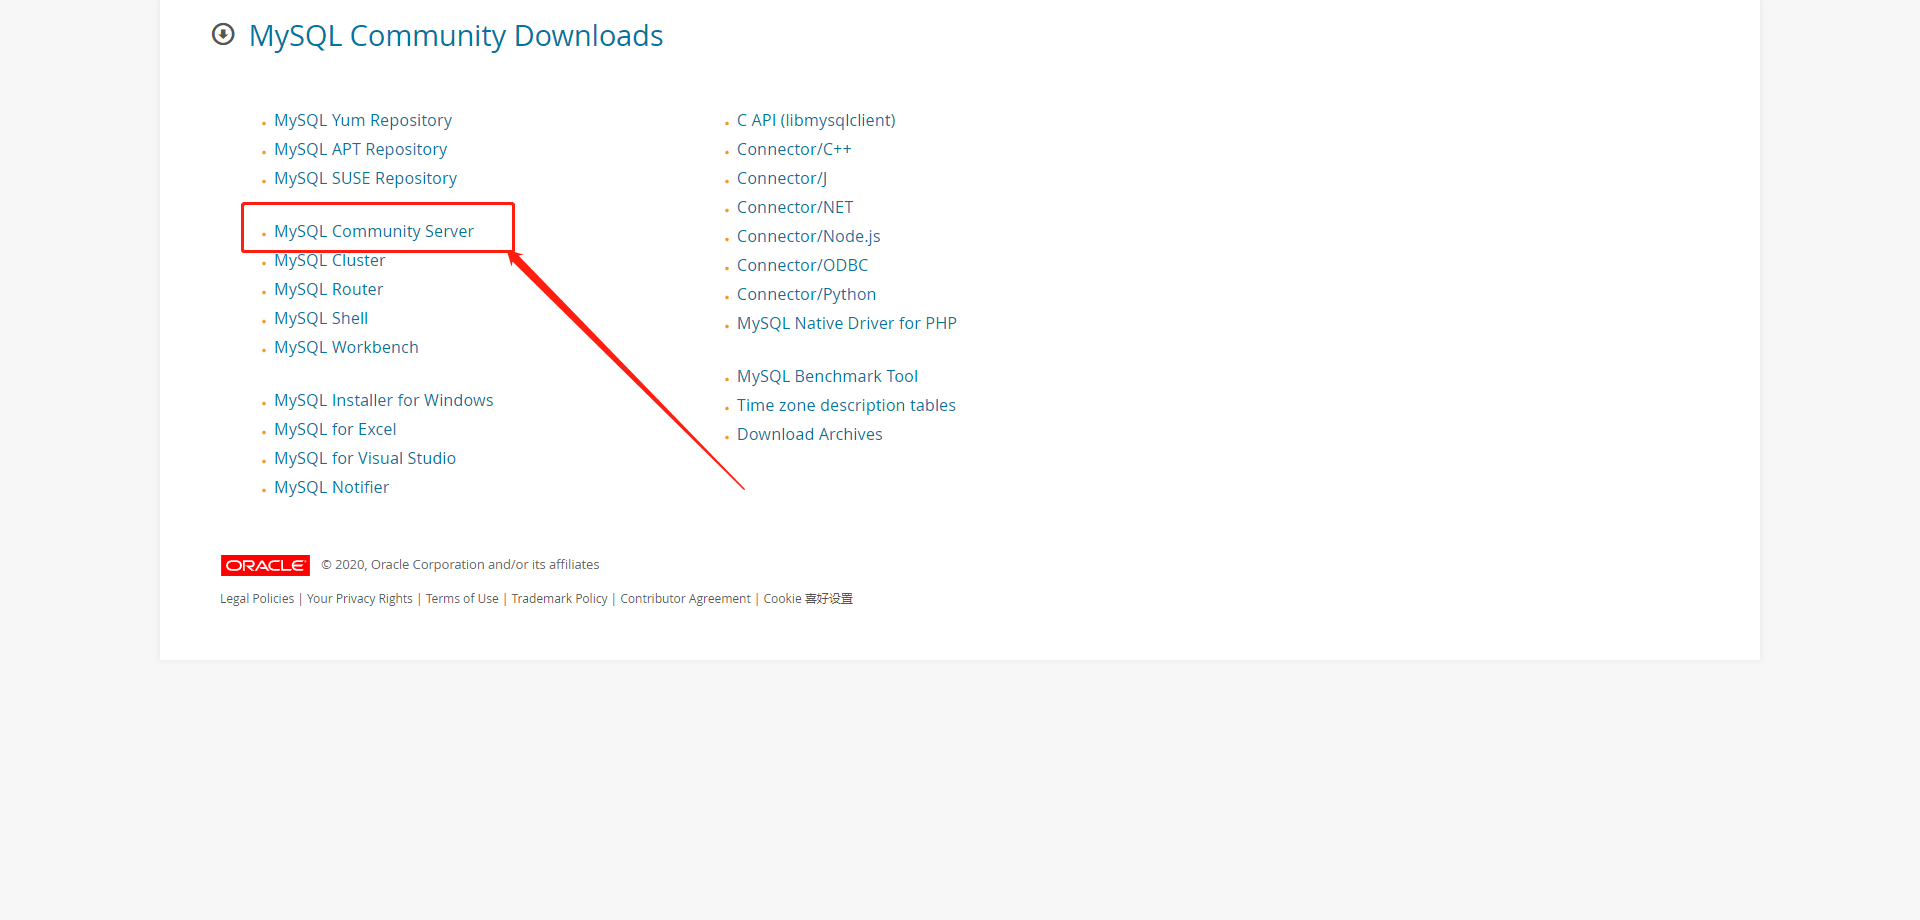 MySQL Community Downloads
MySQL Yum Repository
MySQL APT Repository
MySQL SUSE Repository
MySQL Community Server
MySQL Cluster
MySQL Router
MySQL Shell
MySQL Workbench
MySQL Installer for Windows
MySQL for Excel
MySQL for Visual Studio
MySQL Notifier
C API (libmysqlclient)
Connector/C++
Connector/J
Connector/NET
Connector/Node.js
Connector/ODBC
Connector/Python
MySQL Native Driver for PHP
MySQL Benchmark Tool
Time zone description tables
Download Archives
ORACLE © 2020, Oracle Corporation and/or its affiliates
Legal Policies | Your Privacy Rights | Terms of Use | Trademark Policy | Contributor Agreement | Cookie 喜好设置